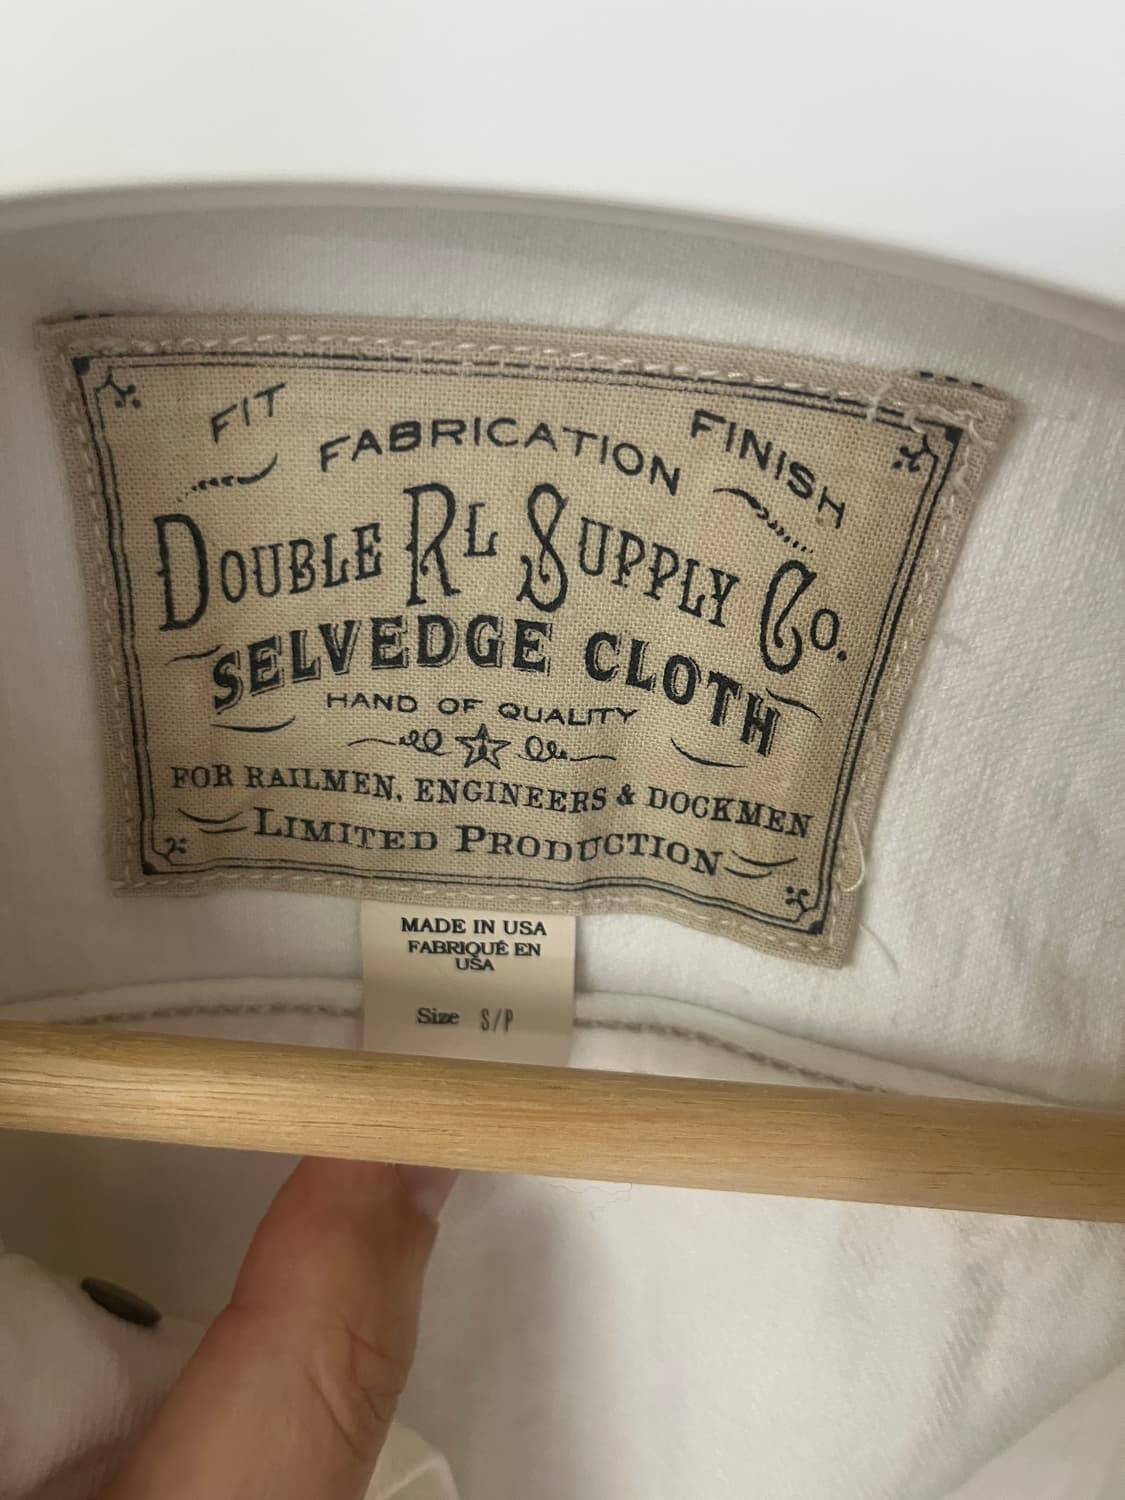 FIT FABRICATION FINISH
DOUBLE RL SUPPLY CO.
SELVEDGE CLOTH
HAND OF QUALITY
FOR RAILMEN, ENGINEERS & DOCKMEN
LIMITED PRODUCTION
MADE IN USA
FABRIQUÉ EN
USA
Size S/P